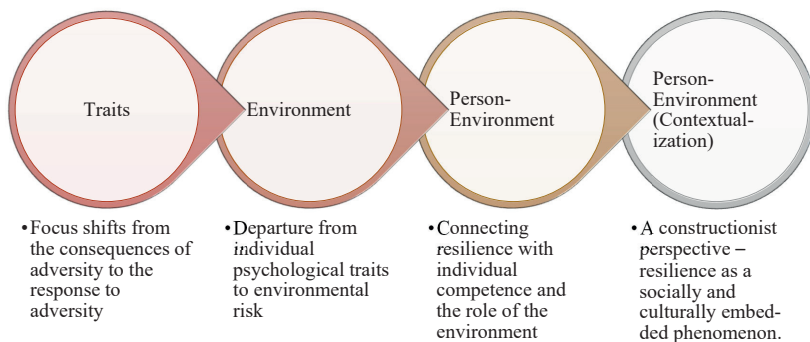 Traits
Environment
Person-
Environment
Person-
Environment
(Contextual-
ization)
•Focus shifts from
the consequences of
adversity to the
response to
adversity
•Departure from
individual
psychological traits
to environmental
risk
•Connecting
resilience with
individual
competence and
the role of the
environment
•A constructionist
perspective –
resilience as a
socially and
culturally embed-
ded phenomenon.